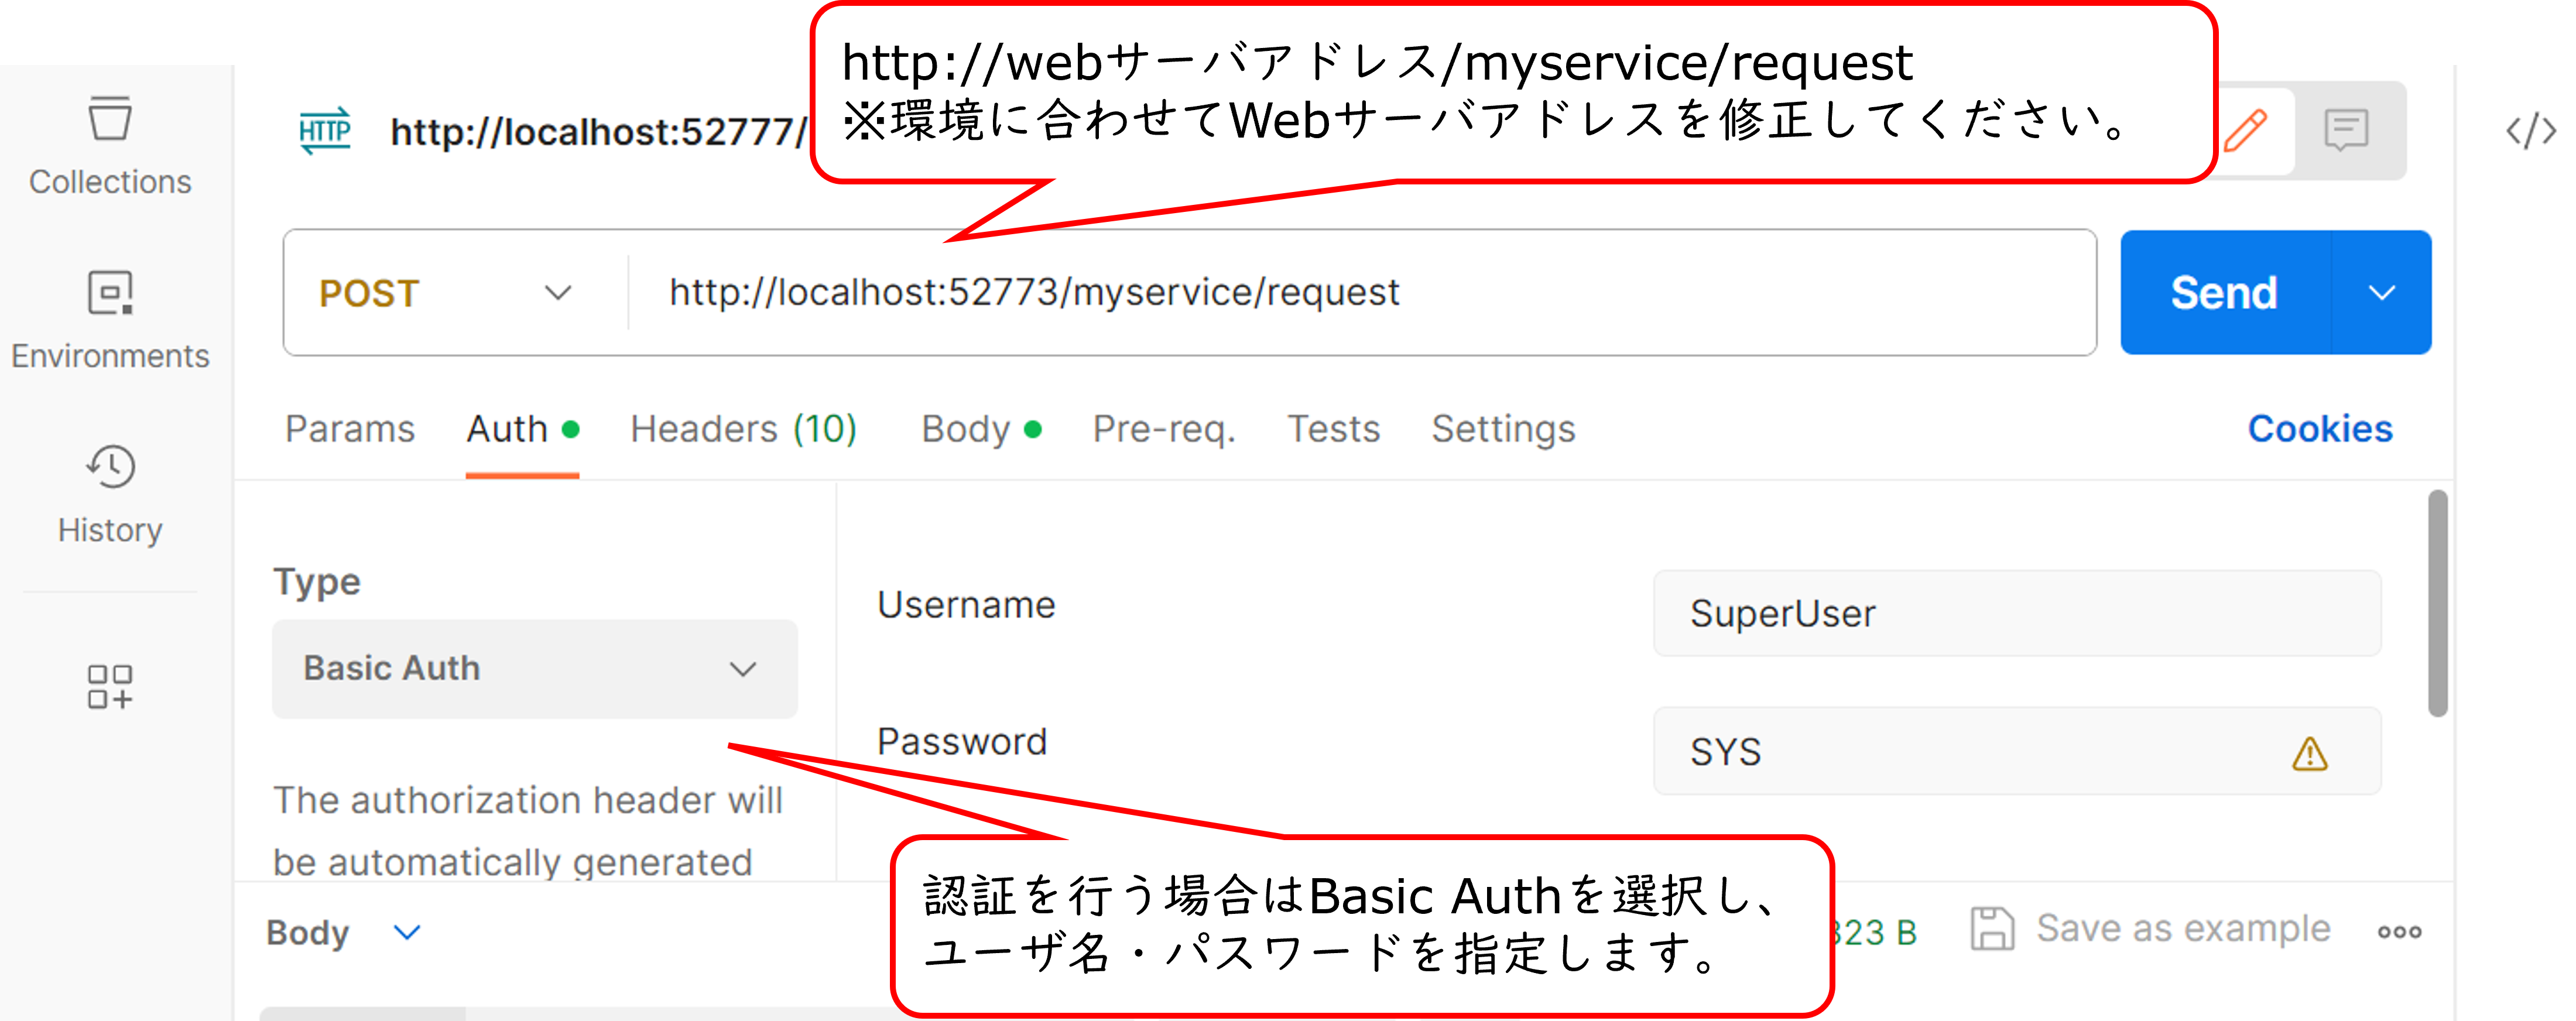 http://webサーバアドレス/myservice/request
※環境に合わせてWebサーバアドレスを修正してください。
Collections
Environments
History
HTTP
http://localhost:52777/
POST
http://localhost:52773/myservice/request
Send
Params Auth Headers (10) Body Pre-req. Tests Settings Cookies
Type
Basic Auth
The authorization header will
be automatically generated
Username
SuperUser
Password
SYS
認証を行う場合はBasic Authを選択し、
ユーザ名・パスワードを指定します。
Body
23 B
Save as example